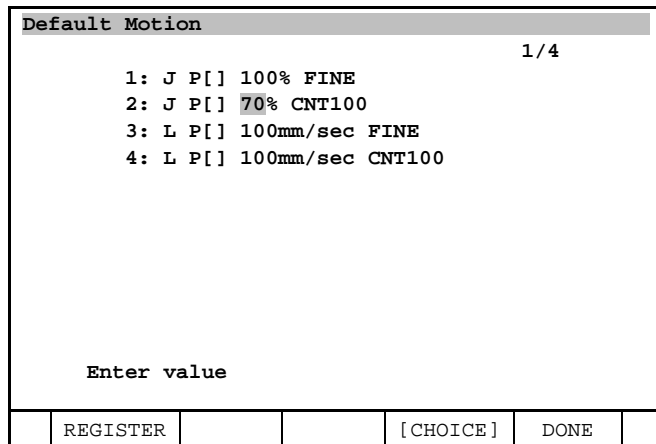 Default Motion
1/4
1: J P[] 100% FINE
2: J P[] 70% CNT100
3: L P[] 100mm/sec FINE
4: L P[] 100mm/sec CNT100
Enter value
REGISTER [CHOICE] DONE